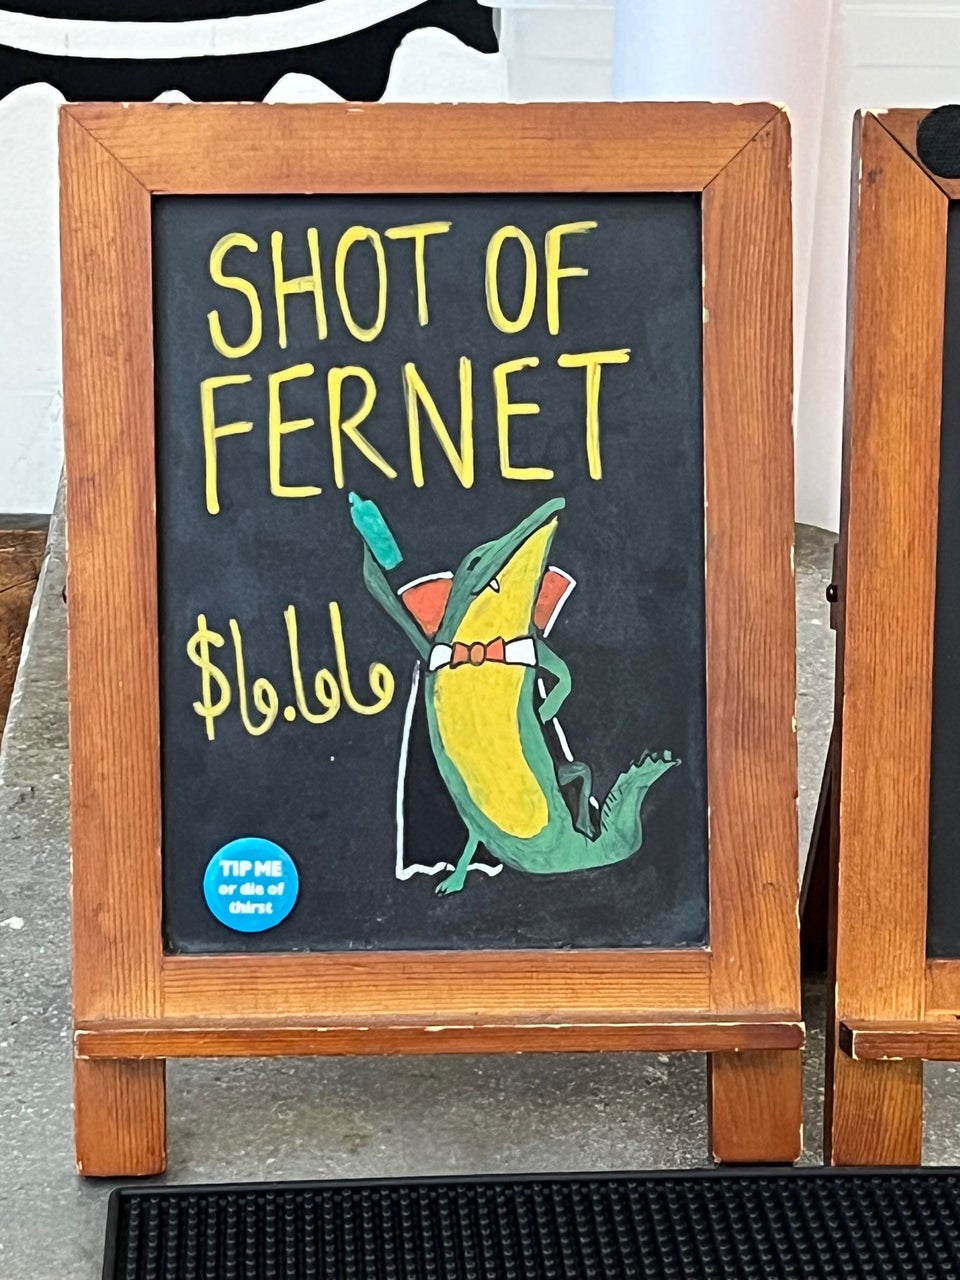 SHOT OF
FERNET
$6.66
TIP ME
or die of
thirst